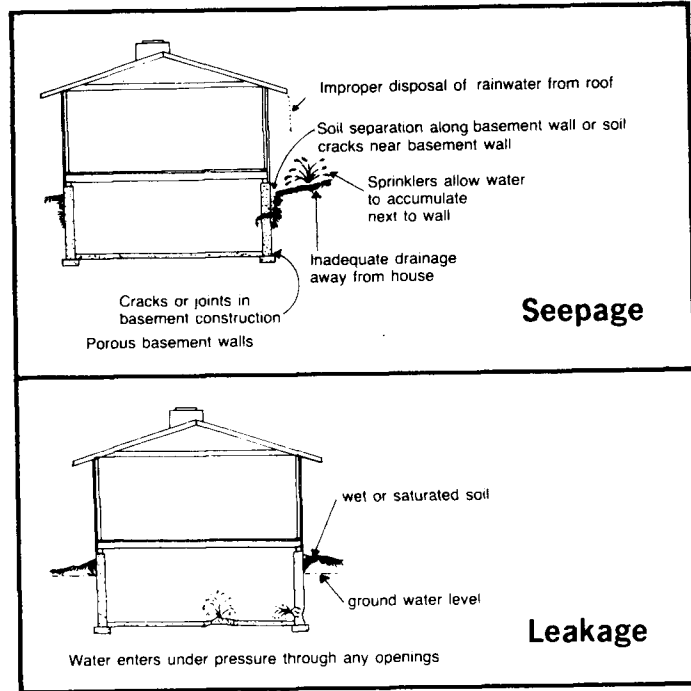 Improper disposal of rainwater from roof
Soil separation along basement wall or soil
cracks near basement wall
Sprinklers allow water
to accumulate
next to wall
Inadequate drainage
away from house
Cracks or joints in
basement construction
Porous basement walls
Seepage
wet or saturated soil
ground water level
Leakage
Water enters under pressure through any openings